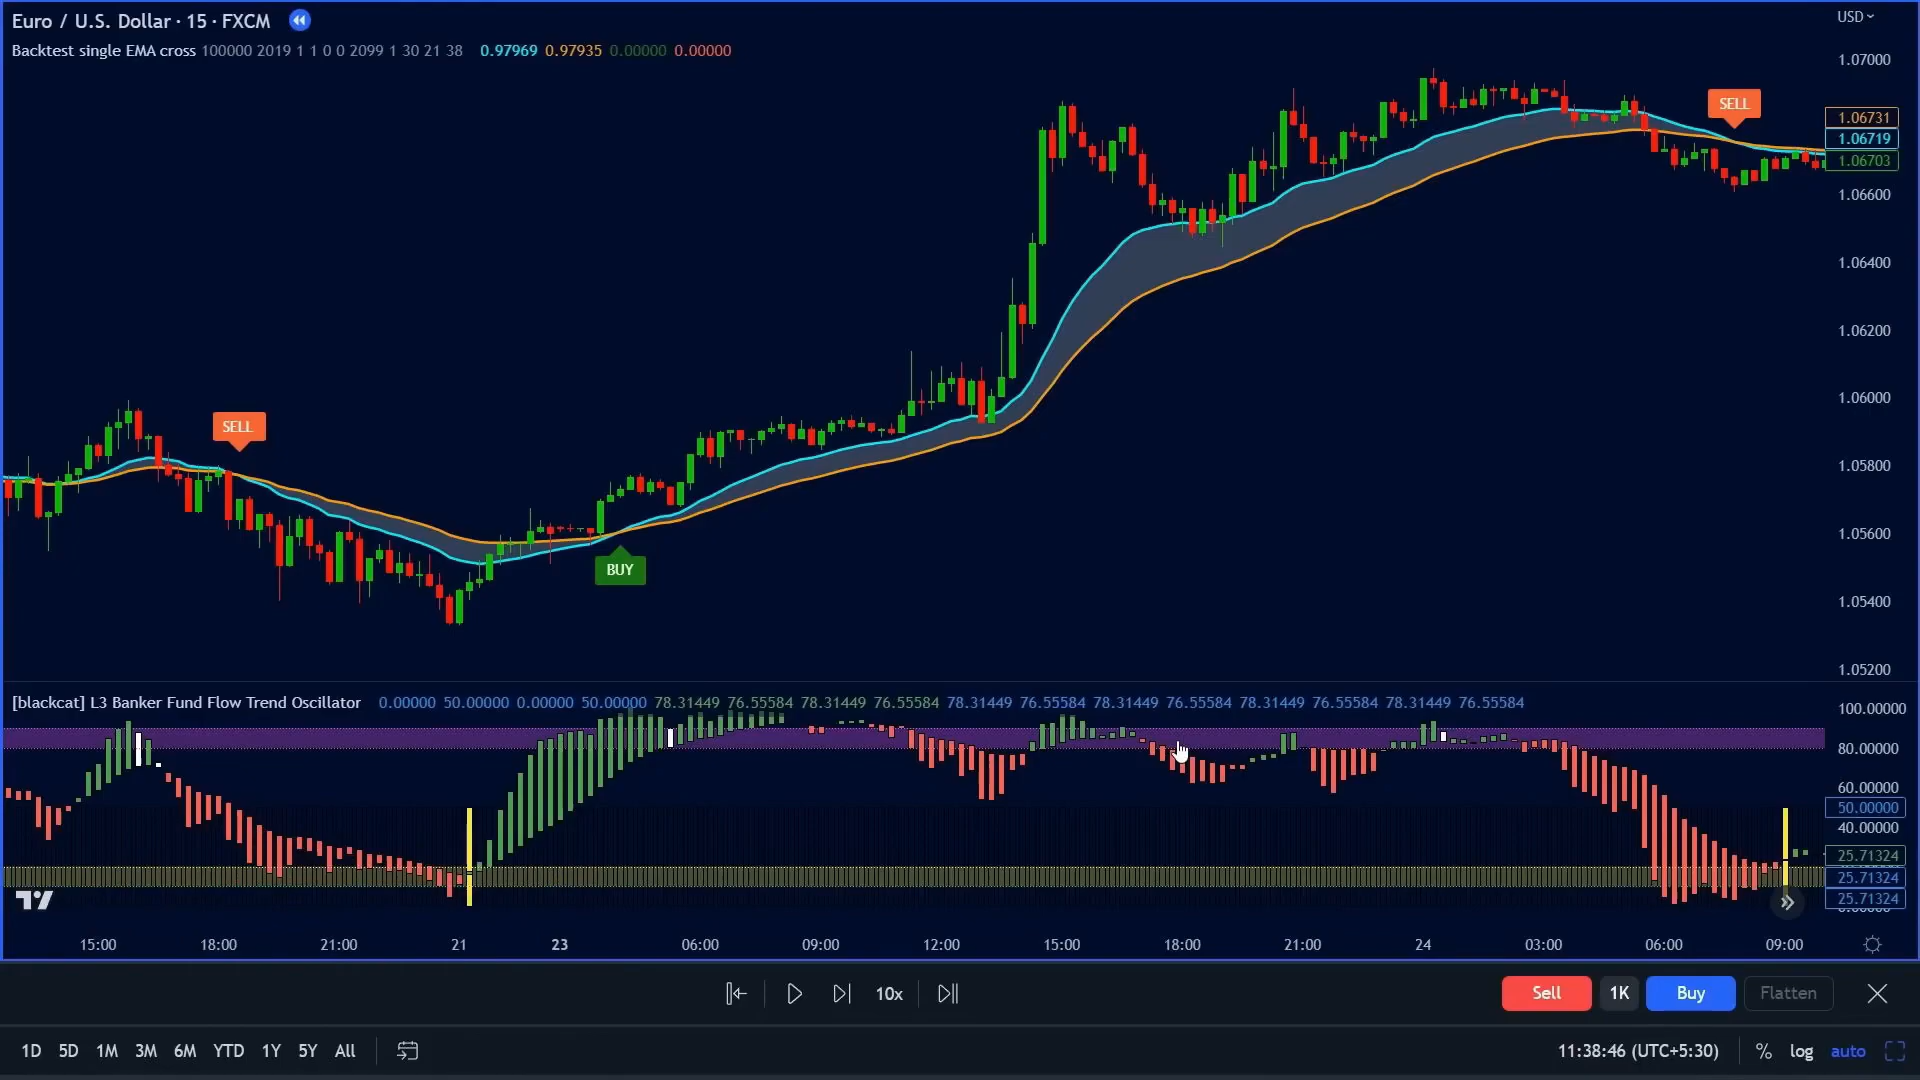 Euro / U.S. Dollar · 15 · FXCM
USD
Backtest single EMA cross 100000 2019 1 1 0 0 2099 1 30 21 38 0.97969 0.97935 0.00000 0.00000
1.07000
SELL
1.06731
1.06719
1.06703
1.06600
1.06400
1.06200
1.06000
SELL
1.05800
1.05600
BUY
1.05400
1.05200
[blackcat] L3 Banker Fund Flow Trend Oscillator 0.00000 50.00000 0.00000 50.00000 78.31449 76.55584 78.31449 76.55584 78.31449 76.55584 78.31449 76.55584 78.31449 76.55584 78.31449 76.55584
100.00000
80.00000
60.00000
50.00000
40.00000
25.71324
25.71324
25.71324
15:00 18:00 21:00 21 23 06:00 09:00 12:00 15:00 18:00 21:00 24 03:00 06:00 09:00
10x Sell 1K Buy Flatten
1D 5D 1M 3M 6M YTD 1Y 5Y All 11:38:46 (UTC+5:30) % log auto